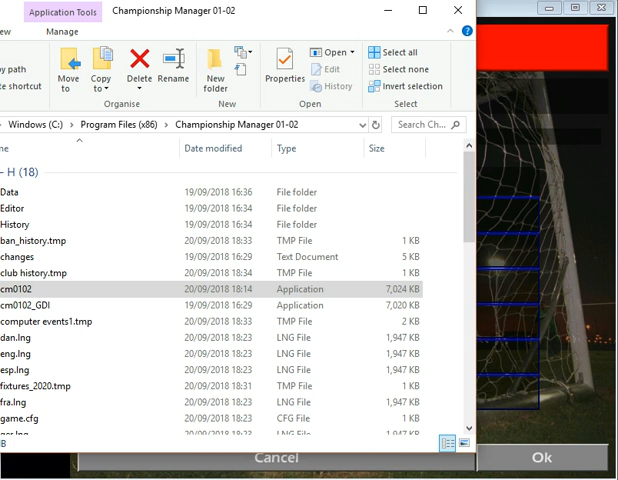 Application Tools Championship Manager 01-02
Manage
Move to
Copy to
Delete
Rename
New folder
Properties
Open
Edit
History
Select all
Select none
Invert selection
Organise New Open Select
Windows (C:) > Program Files (x86) > Championship Manager 01-02
Search Ch...
Date modified Type Size
H (18)
Data 19/09/2018 16:36 File folder
Editor 19/09/2018 16:34 File folder
History 19/09/2018 16:34 File folder
ban_history.tmp 20/09/2018 18:33 TMP File 1 KB
changes 19/09/2018 16:29 Text Document 5 KB
club history.tmp 20/09/2018 18:34 TMP File 1 KB
cm0102 20/09/2018 18:14 Application 7,024 KB
cm0102_GDI 19/09/2018 16:29 Application 7,020 KB
computer events1.tmp 20/09/2018 18:33 TMP File 2 KB
dan.lng 20/09/2018 18:23 LNG File 1,947 KB
eng.lng 20/09/2018 18:23 LNG File 1,947 KB
esp.lng 20/09/2018 18:23 LNG File 1,947 KB
fixtures_2020.tmp 20/09/2018 18:31 TMP File 1 KB
fra.lng 20/09/2018 18:23 LNG File 1,947 KB
game.cfg 20/09/2018 18:23 CFG File 1 KB
Cancel Ok